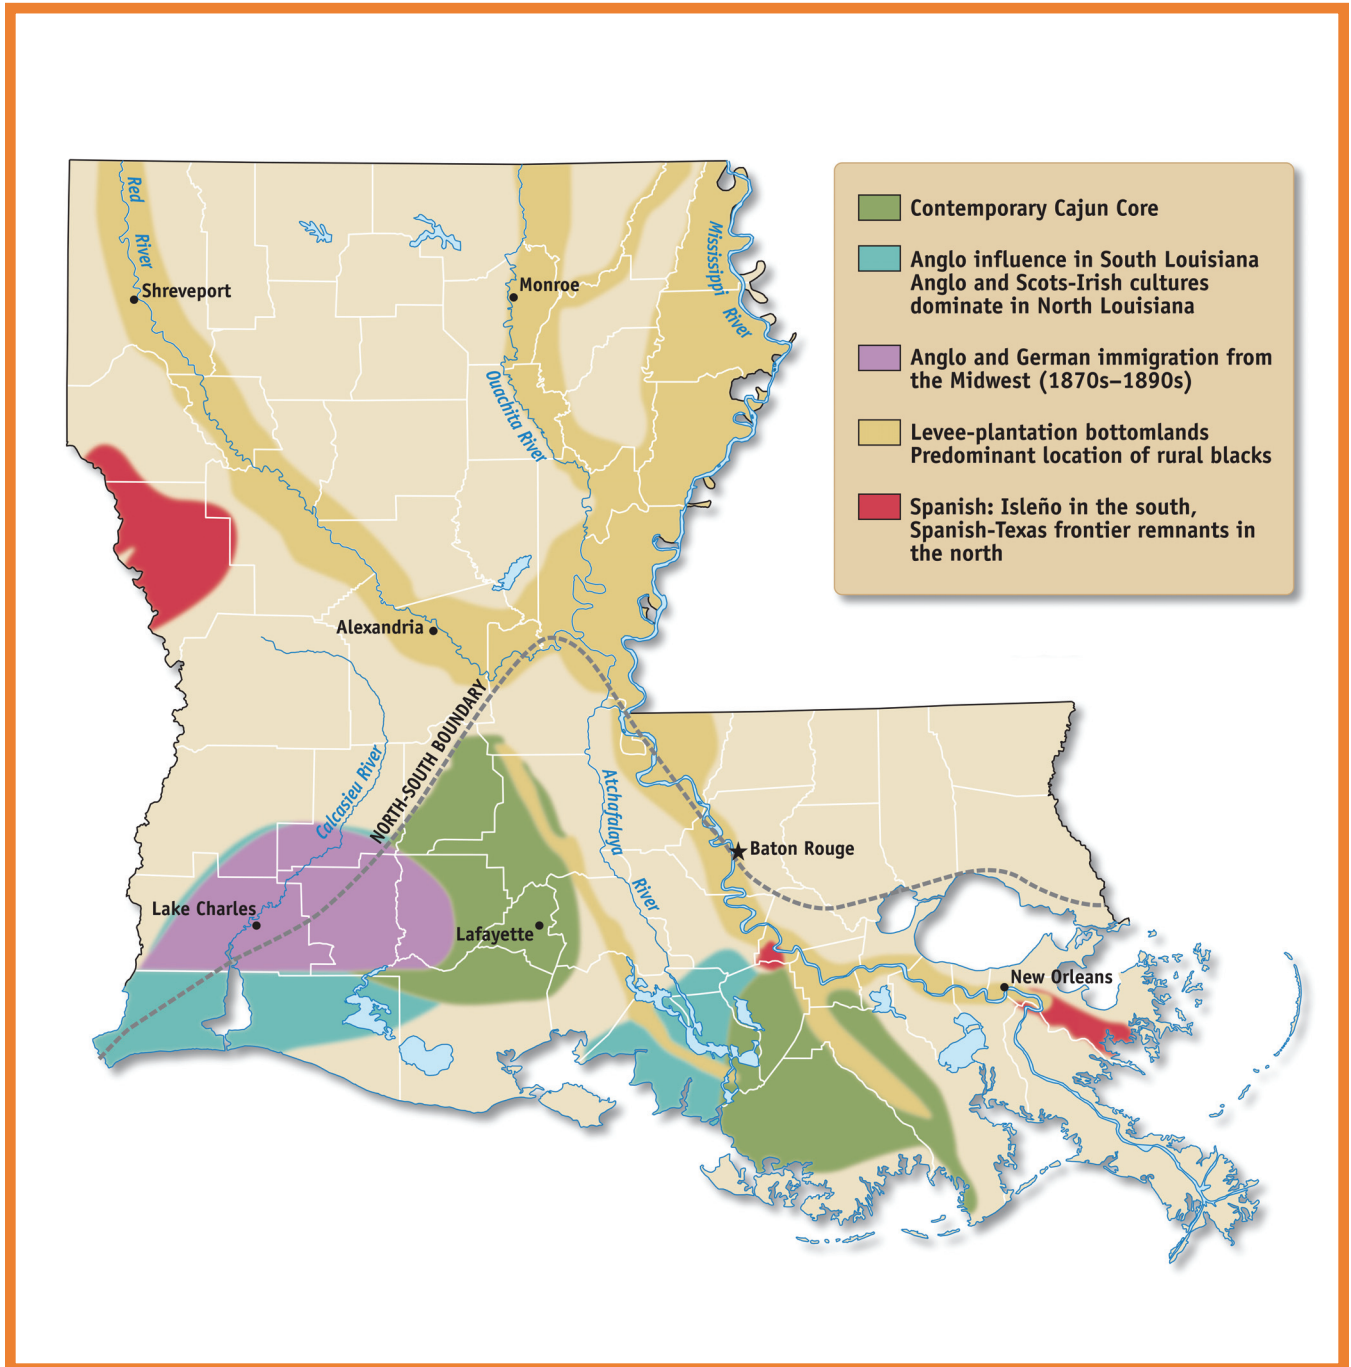 Red
River
Shreveport
Monroe
Mississippi
River
Ouachita River
Alexandria
NORTH-SOUTH BOUNDARY
Calcasieu River
Atchafalaya
River
Baton Rouge
Lake Charles
Lafayette
New Orleans
Contemporary Cajun Core
Anglo influence in South Louisiana
Anglo and Scots-Irish cultures
dominate in North Louisiana
Anglo and German immigration from
the Midwest (1870s–1890s)
Levee-plantation bottomlands
Predominant location of rural blacks
Spanish: Isleño in the south,
Spanish-Texas frontier remnants in
the north